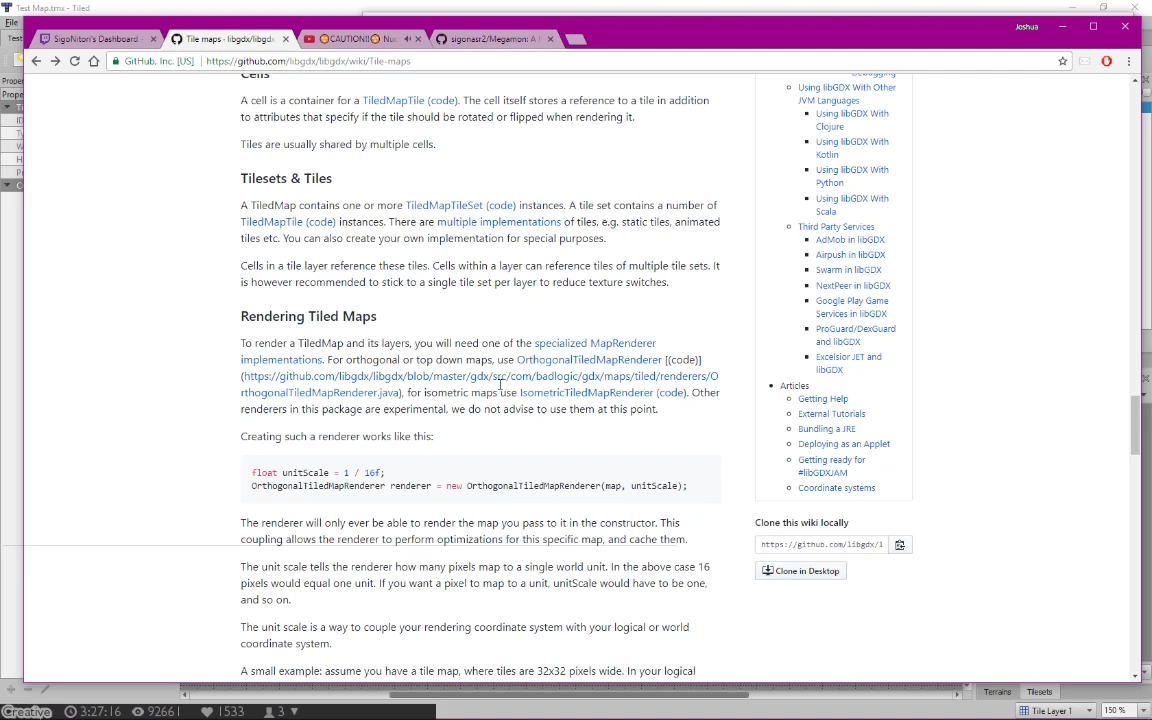 Test Map.tmx - Tiled
File
Joshua
SigoNitori's Dashboard -
Tile maps · libgdx/libgdx
CAUTION!!
sigonasr2/Megamon: A
GitHub, Inc. [US]
https://github.com/libgdx/libgdx/wiki/Tile-maps
Cells
A cell is a container for a TiledMapTile (code). The cell itself stores a reference to a tile in addition
to attributes that specify if the tile should be rotated or flipped when rendering it.
Tiles are usually shared by multiple cells.
Tilesets & Tiles
A TiledMap contains one or more TiledMapTileSet (code) instances. A tile set contains a number of
TiledMapTile (code) instances. There are multiple implementations of tiles, e.g. static tiles, animated
tiles etc. You can also create your own implementation for special purposes.
Cells in a tile layer reference these tiles. Cells within a layer can reference tiles of multiple tile sets. It
is however recommended to stick to a single tile set per layer to reduce texture switches.
Rendering Tiled Maps
To render a TiledMap and its layers, you will need one of the specialized MapRenderer
implementations. For orthogonal or top down maps, use OrthogonalTiledMapRenderer [(code)]
(https://github.com/libgdx/libgdx/blob/master/gdx/src/com/badlogic/gdx/maps/tiled/renderers/O
rthogonalTiledMapRenderer.java), for isometric maps use IsometricTiledMapRenderer (code). Other
renderers in this package are experimental, we do not advise to use them at this point.
Creating such a renderer works like this:
float unitScale = 1 / 16f;
OrthogonalTiledMapRenderer renderer = new OrthogonalTiledMapRenderer(map, unitScale);
The renderer will only ever be able to render the map you pass to it in the constructor. This
coupling allows the renderer to perform optimizations for this specific map, and cache them.
The unit scale tells the renderer how many pixels map to a single world unit. In the above case 16
pixels would equal one unit. If you want a pixel to map to a unit, unitScale would have to be one,
and so on.
The unit scale is a way to couple your rendering coordinate system with your logical or world
coordinate system.
A small example: assume you have a tile map, where tiles are 32x32 pixels wide. In your logical
Debugging
Using libGDX With Other
JVM Languages
Using libGDX With
Clojure
Using libGDX With
Kotlin
Using libGDX With
Python
Using libGDX With
Scala
Third Party Services
AdMob in libGDX
Airpush in libGDX
Swarm in libGDX
NextPeer in libGDX
Google Play Game
Services in libGDX
ProGuard/DexGuard
and libGDX
Excelsior JET and
libGDX
Articles
Getting Help
External Tutorials
Bundling a JRE
Deploying as an Applet
Getting ready for
#libGDXJAM
Coordinate systems
Clone this wiki locally
https://github.com/libgdx/l
Clone in Desktop
Terrains
Tilesets
Creative
3:27:16
92661
1533
3
Tile Layer 1
150 %